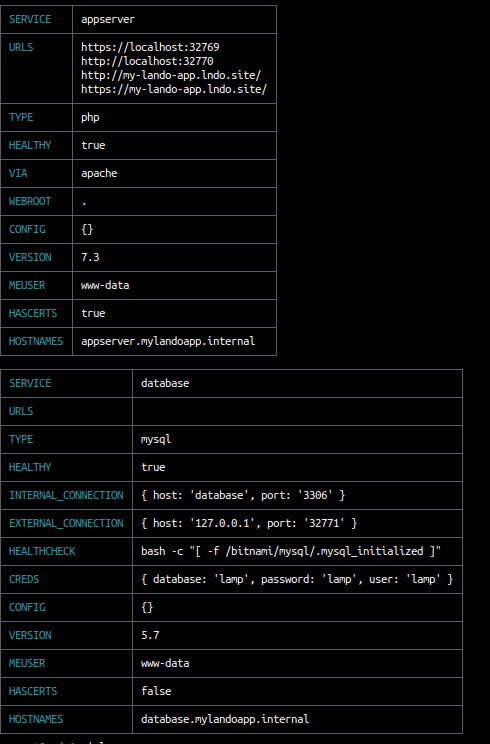 SERVICE appserver
URLS https://localhost:32769
http://localhost:32770
http://my-lando-app.lndo.site/
https://my-lando-app.lndo.site/
TYPE php
HEALTHY true
VIA apache
WEBROOT .
CONFIG {}
VERSION 7.3
MEUSER www-data
HASCERTS true
HOSTNAMES appserver.mylandoapp.internal
SERVICE database
URLS
TYPE mysql
HEALTHY true
INTERNAL_CONNECTION { host: 'database', port: '3306' }
EXTERNAL_CONNECTION { host: '127.0.0.1', port: '32771' }
HEALTHCHECK bash -c "[ -f /bitnami/mysql/.mysql_initialized ]"
CREDS { database: 'lamp', password: 'lamp', user: 'lamp' }
CONFIG {}
VERSION 5.7
MEUSER www-data
HASCERTS false
HOSTNAMES database.mylandoapp.internal